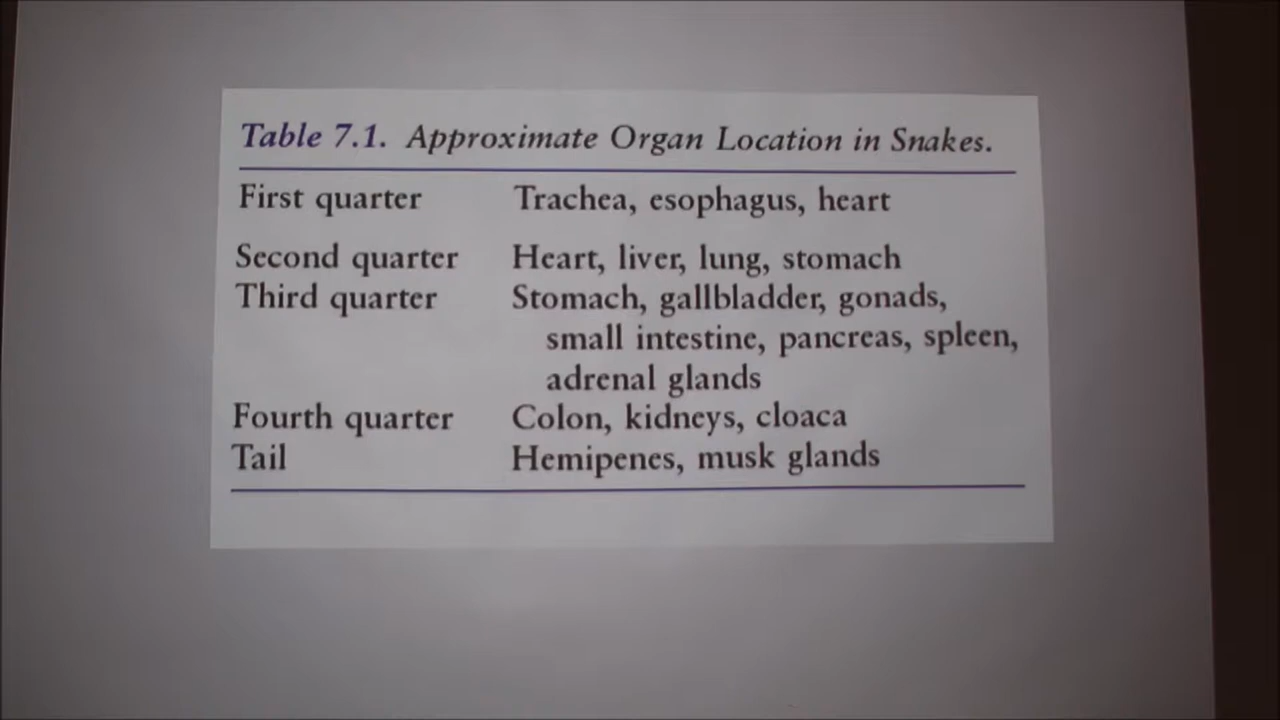 Table 7.1. Approximate Organ Location in Snakes.
First quarter Trachea, esophagus, heart
Second quarter Heart, liver, lung, stomach
Third quarter Stomach, gallbladder, gonads,
small intestine, pancreas, spleen,
adrenal glands
Fourth quarter Colon, kidneys, cloaca
Tail Hemipenes, musk glands